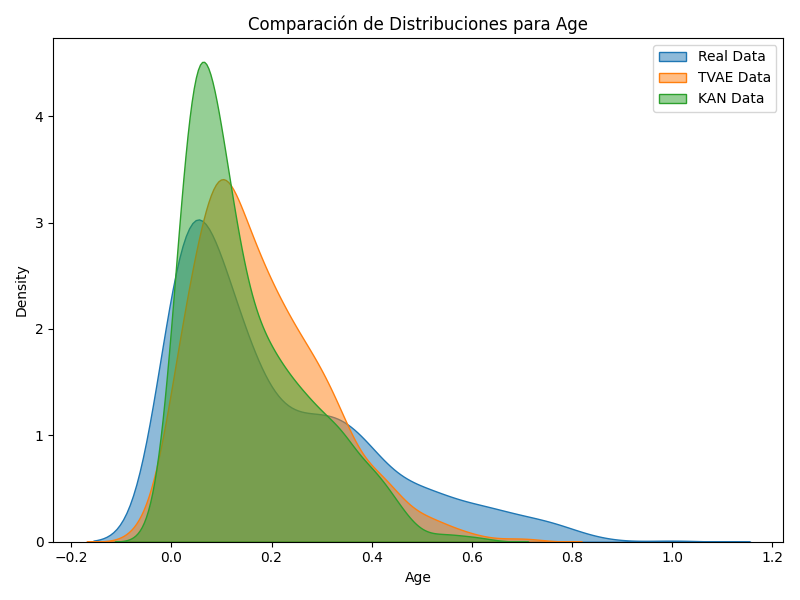 Comparación de Distribuciones para Age
Real Data
TVAE Data
KAN Data
Density
4
3
2
1
0
−0.2 0.0 0.2 0.4 0.6 0.8 1.0 1.2
Age